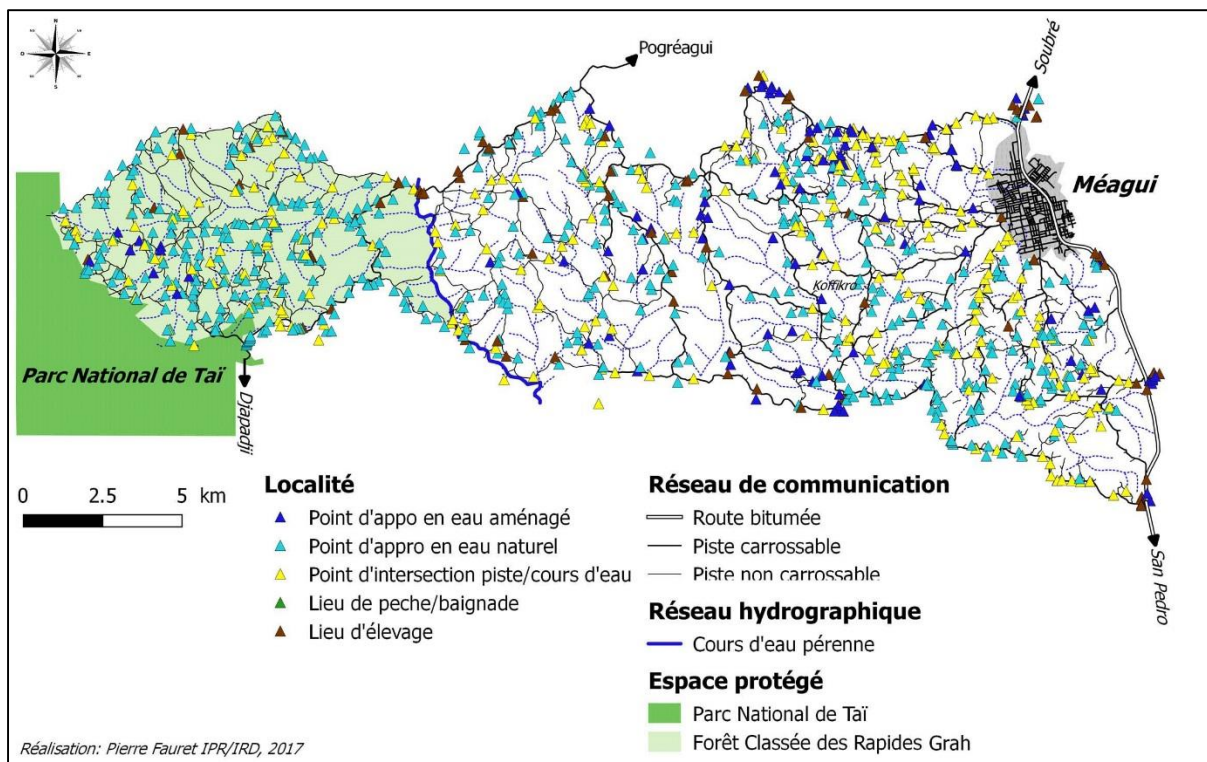 N
O
E
S
Pogréagui
Soubré
Méagui
Koffikro
Parc National de Taï
Djapadji
San Pedro
0 2.5 5 km
Localité
Point d'appo en eau aménagé
Point d'appro en eau naturel
Point d'intersection piste/cours d'eau
Lieu de peche/baignade
Lieu d'élevage
Réseau de communication
Route bitumée
Piste carrossable
Piste non carrossable
Réseau hydrographique
Cours d'eau pérenne
Espace protégé
Parc National de Taï
Forêt Classée des Rapides Grah
Réalisation: Pierre Fauret IPR/IRD, 2017